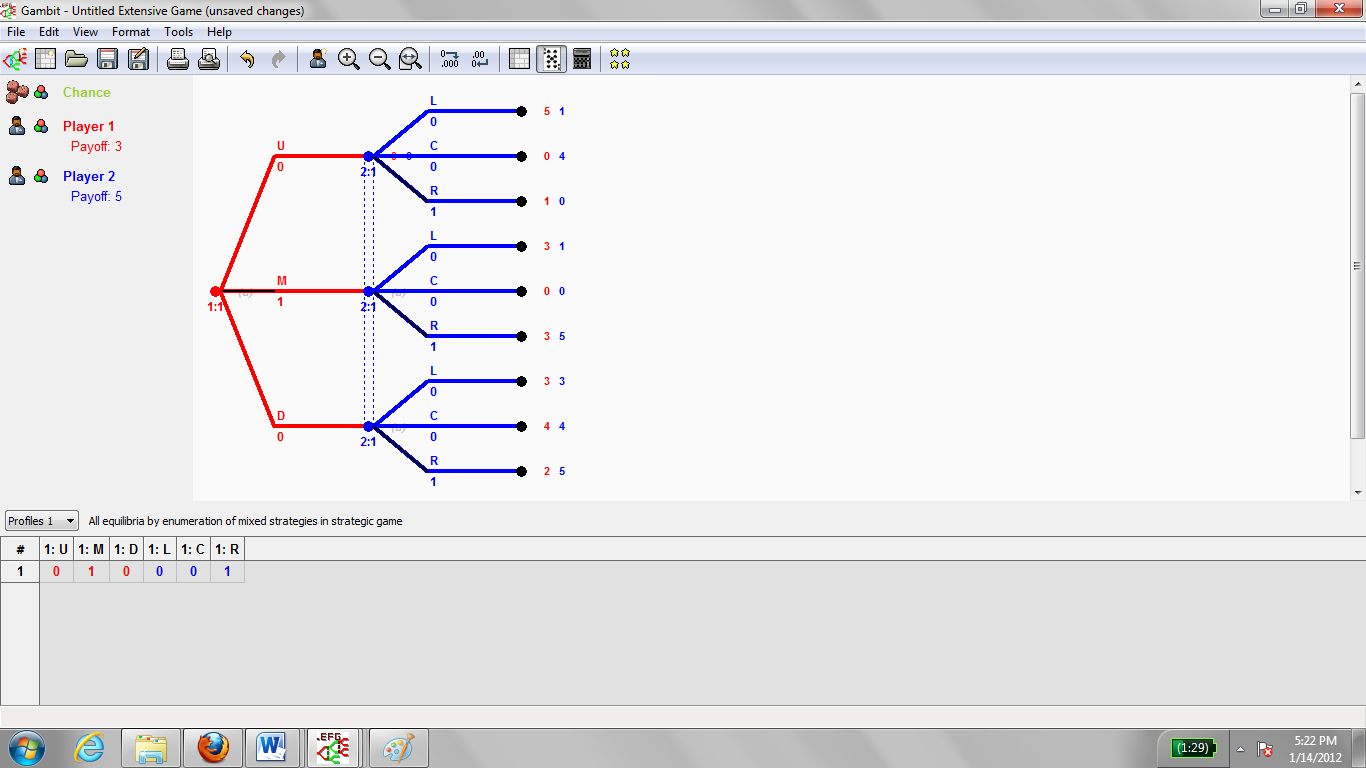 Gambit - Untitled Extensive Game (unsaved changes)
File Edit View Format Tools Help
0 .000
.00 0
Chance
Player 1
Payoff: 3
Player 2
Payoff: 5
L
0
5 1
U
0
2:1
C
0
0 4
R
1
1 0
L
0
3 1
1:1
M
1
2:1
C
0
0 0
R
1
3 5
L
0
3 3
D
0
2:1
C
0
4 4
R
1
2 5
Profiles 1 All equilibria by enumeration of mixed strategies in strategic game
# 1: U 1: M 1: D 1: L 1: C 1: R
1 0 1 0 0 0 1
.EFG
W
(1:29)
5:22 PM
1/14/2012